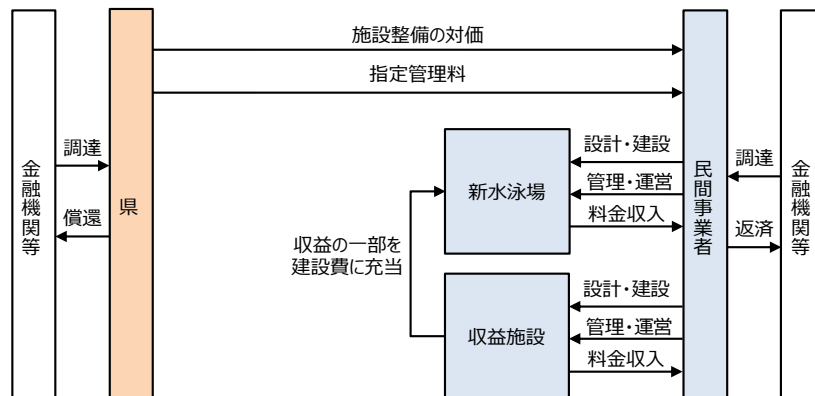 施設整備の対価
指定管理料
金融機関等
調達
償還
県
新水泳場
設計・建設
管理・運営
料金収入
収益の一部を
建設費に充当
収益施設
設計・建設
管理・運営
料金収入
民間事業者
調達
返済
金融機関等